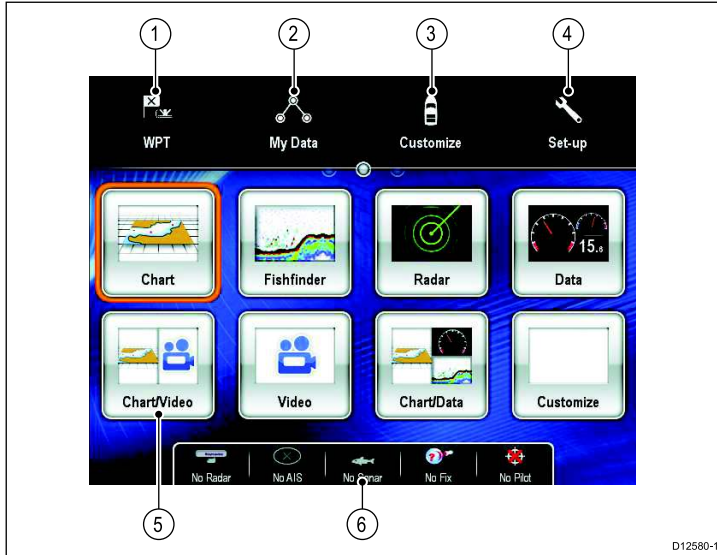 1 2 3 4
WPT My Data Customize Set-up
15.8
Chart Fishfinder Radar Data
Chart/Video Video Chart/Data Customize
No Radar No AIS No Sonar No Fix No Pilot
5 6
D12580-1